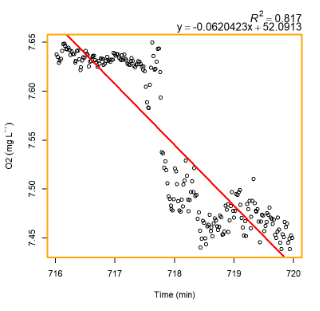 R² = 0.817
y = -0.0620423x + 52.0913
O2 (mg L⁻¹)
7.65
7.60
7.55
7.50
7.45
716 717 718 719 720
Time (min)